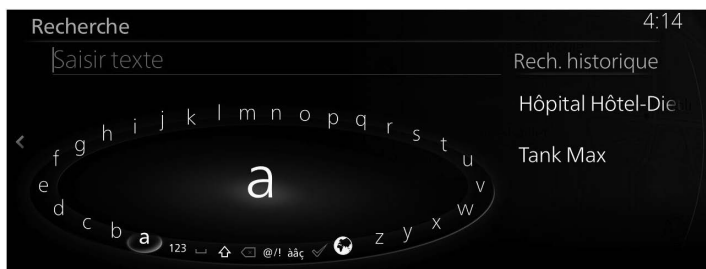 Recherche
4:14
Saisir texte
Rech. historique
Hôpital Hôtel-Die
Tank Max
a
a b c d e f g h i j k l m n o p q r s t u v w x y z
123 @/! àâç